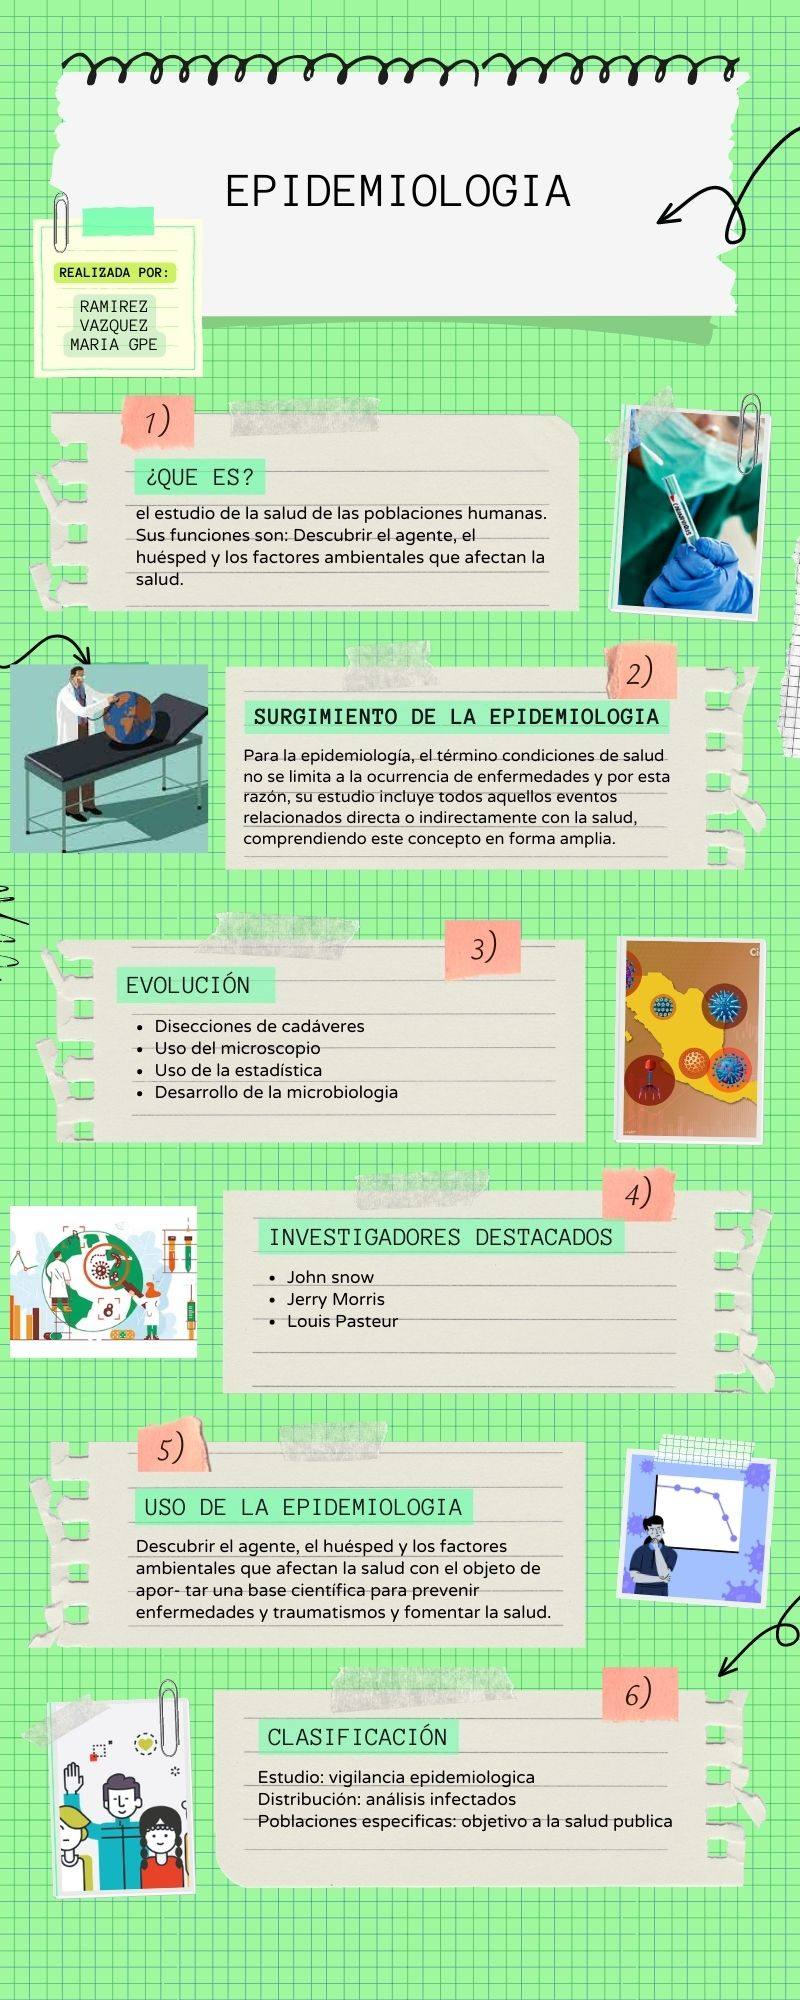 EPIDEMIOLOGIA
REALIZADA POR:
RAMIREZ
VAZQUEZ
MARIA GPE
1)
¿QUE ES?
el estudio de la salud de las poblaciones humanas.
Sus funciones son: Descubrir el agente, el
huésped y los factores ambientales que afectan la
salud.
2)
SURGIMIENTO DE LA EPIDEMIOLOGIA
Para la epidemiología, el término condiciones de salud
no se limita a la ocurrencia de enfermedades y por esta
razón, su estudio incluye todos aquellos eventos
relacionados directa o indirectamente con la salud,
comprendiendo este concepto en forma amplia.
3)
EVOLUCIÓN
• Disecciones de cadáveres
• Uso del microscopio
• Uso de la estadística
• Desarrollo de la microbiologia
Ci
4)
INVESTIGADORES DESTACADOS
• John snow
• Jerry Morris
• Louis Pasteur
5)
USO DE LA EPIDEMIOLOGIA
Descubrir el agente, el huésped y los factores
ambientales que afectan la salud con el objeto de
apor- tar una base científica para prevenir
enfermedades y traumatismos y fomentar la salud.
6)
CLASIFICACIÓN
Estudio: vigilancia epidemiologica
Distribución: análisis infectados
Poblaciones especificas: objetivo a la salud publica